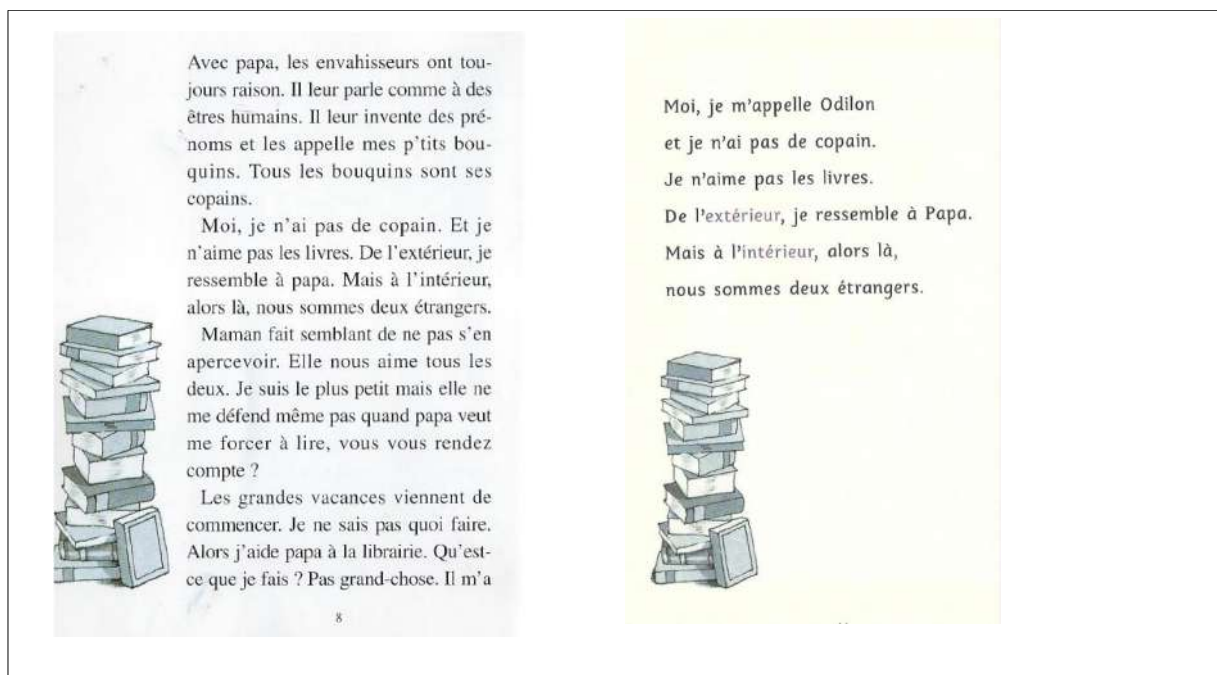 Avec papa, les envahisseurs ont tou-
jours raison. Il leur parle comme à des
êtres humains. Il leur invente des pré-
noms et les appelle mes p'tits bou-
quins. Tous les bouquins sont ses
copains.
Moi, je n'ai pas de copain. Et je
n'aime pas les livres. De l'extérieur, je
ressemble à papa. Mais à l'intérieur,
alors là, nous sommes deux étrangers.
Maman fait semblant de ne pas s'en
apercevoir. Elle nous aime tous les
deux. Je suis le plus petit mais elle ne
me défend même pas quand papa veut
me forcer à lire, vous vous rendez
compte ?
Les grandes vacances viennent de
commencer. Je ne sais pas quoi faire.
Alors j'aide papa à la librairie. Qu'est-
ce que je fais ? Pas grand-chose. Il m'a
8
Moi, je m'appelle Odilon
et je n'ai pas de copain.
Je n'aime pas les livres.
De l'extérieur, je ressemble à Papa.
Mais à l'intérieur, alors là,
nous sommes deux étrangers.